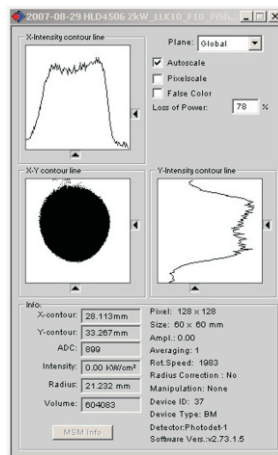 2007-08-29 HLD4506 2kW_LLK10_F10_
X-Intensity contour line
Plane: Global
Autoscale
Pixelscale
False Color
Loss of Power: 78 %
X-Y contour line
Y-Intensity contour line
Info:
X-contour: 28.113mm
Y-contour: 33.267mm
ADC: 899
Intensity: 0.00 KW/cm²
Radius: 21.232 mm
Volume: 604083
MSM Info
Pixel: 128 x 128
Size: 60 x 60 mm
Ampl.: 0.00
Averaging: 1
Rot.Speed: 1983
Radius Correction : No
Manipulation: None
Device ID: 37
Device Type: BM
Detector:Photodet-1
Software Vers.:v2.73.1.5